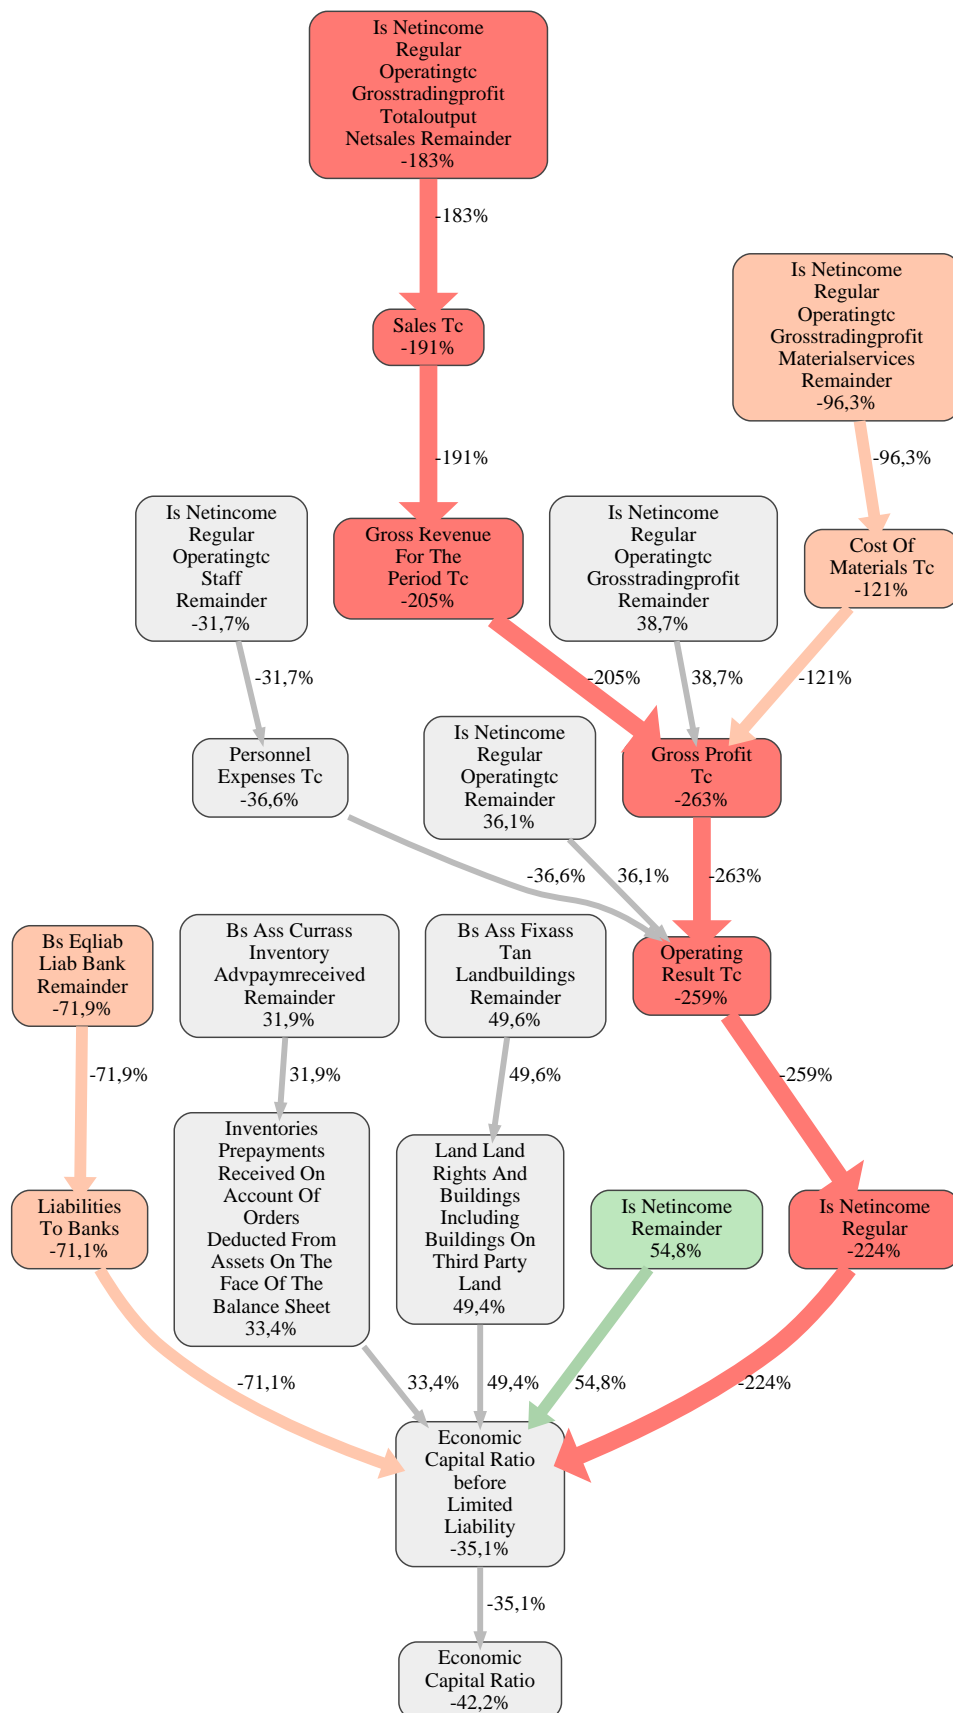 Is Netincome
Regular
Operatingtc
Grosstradingprofit
Totaloutput
Netsales Remainder
-183%
-183%
Is Netincome
Regular
Operatingtc
Grosstradingprofit
Materialservices
Remainder
-96,3%
Sales Tc
-191%
-191%
-96,3%
Is Netincome
Regular
Operatingtc
Staff
Remainder
-31,7%
Gross Revenue
For The
Period Tc
-205%
Is Netincome
Regular
Operatingtc
Grosstradingprofit
Remainder
38,7%
Cost Of
Materials Tc
-121%
-31,7%
-205%
38,7%
-121%
Personnel
Expenses Tc
-36,6%
Is Netincome
Regular
Operatingtc
Remainder
36,1%
Gross Profit
Tc
-263%
-36,6%
36,1%
-263%
Bs Eqliab
Liab Bank
Remainder
-71,9%
Bs Ass Currass
Inventory
Advpaymreceived
Remainder
31,9%
Bs Ass Fixass
Tan
Landbuildings
Remainder
49,6%
Operating
Result Tc
-259%
-71,9%
31,9%
49,6%
-259%
Liabilities
To Banks
-71,1%
Inventories
Prepayments
Received On
Account Of
Orders
Deducted From
Assets On The
Face Of The
Balance Sheet
33,4%
Land Land
Rights And
Buildings
Including
Buildings On
Third Party
Land
49,4%
Is Netincome
Remainder
54,8%
Is Netincome
Regular
-224%
-71,1%
33,4%
49,4%
54,8%
-224%
Economic
Capital Ratio
before
Limited
Liability
-35,1%
-35,1%
Economic
Capital Ratio
-42,2%